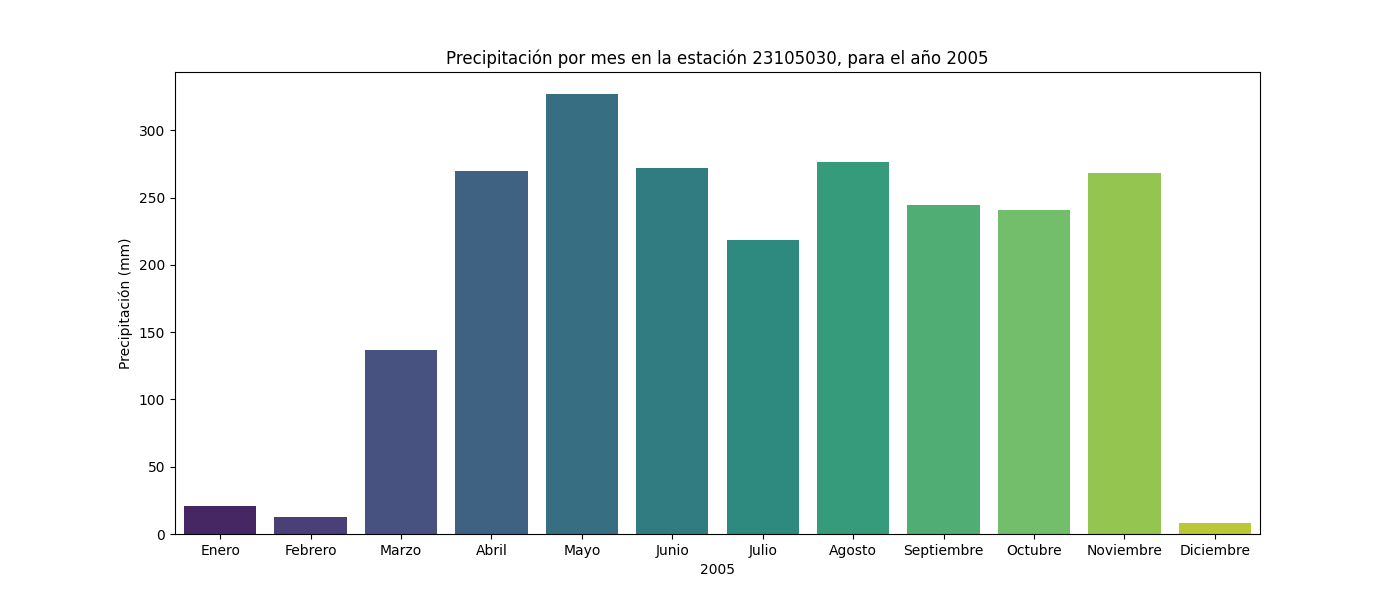 Precipitación por mes en la estación 23105030, para el año 2005
Precipitación (mm)
300
250
200
150
100
50
0
Enero Febrero Marzo Abril Mayo Junio Julio Agosto Septiembre Octubre Noviembre Diciembre
2005